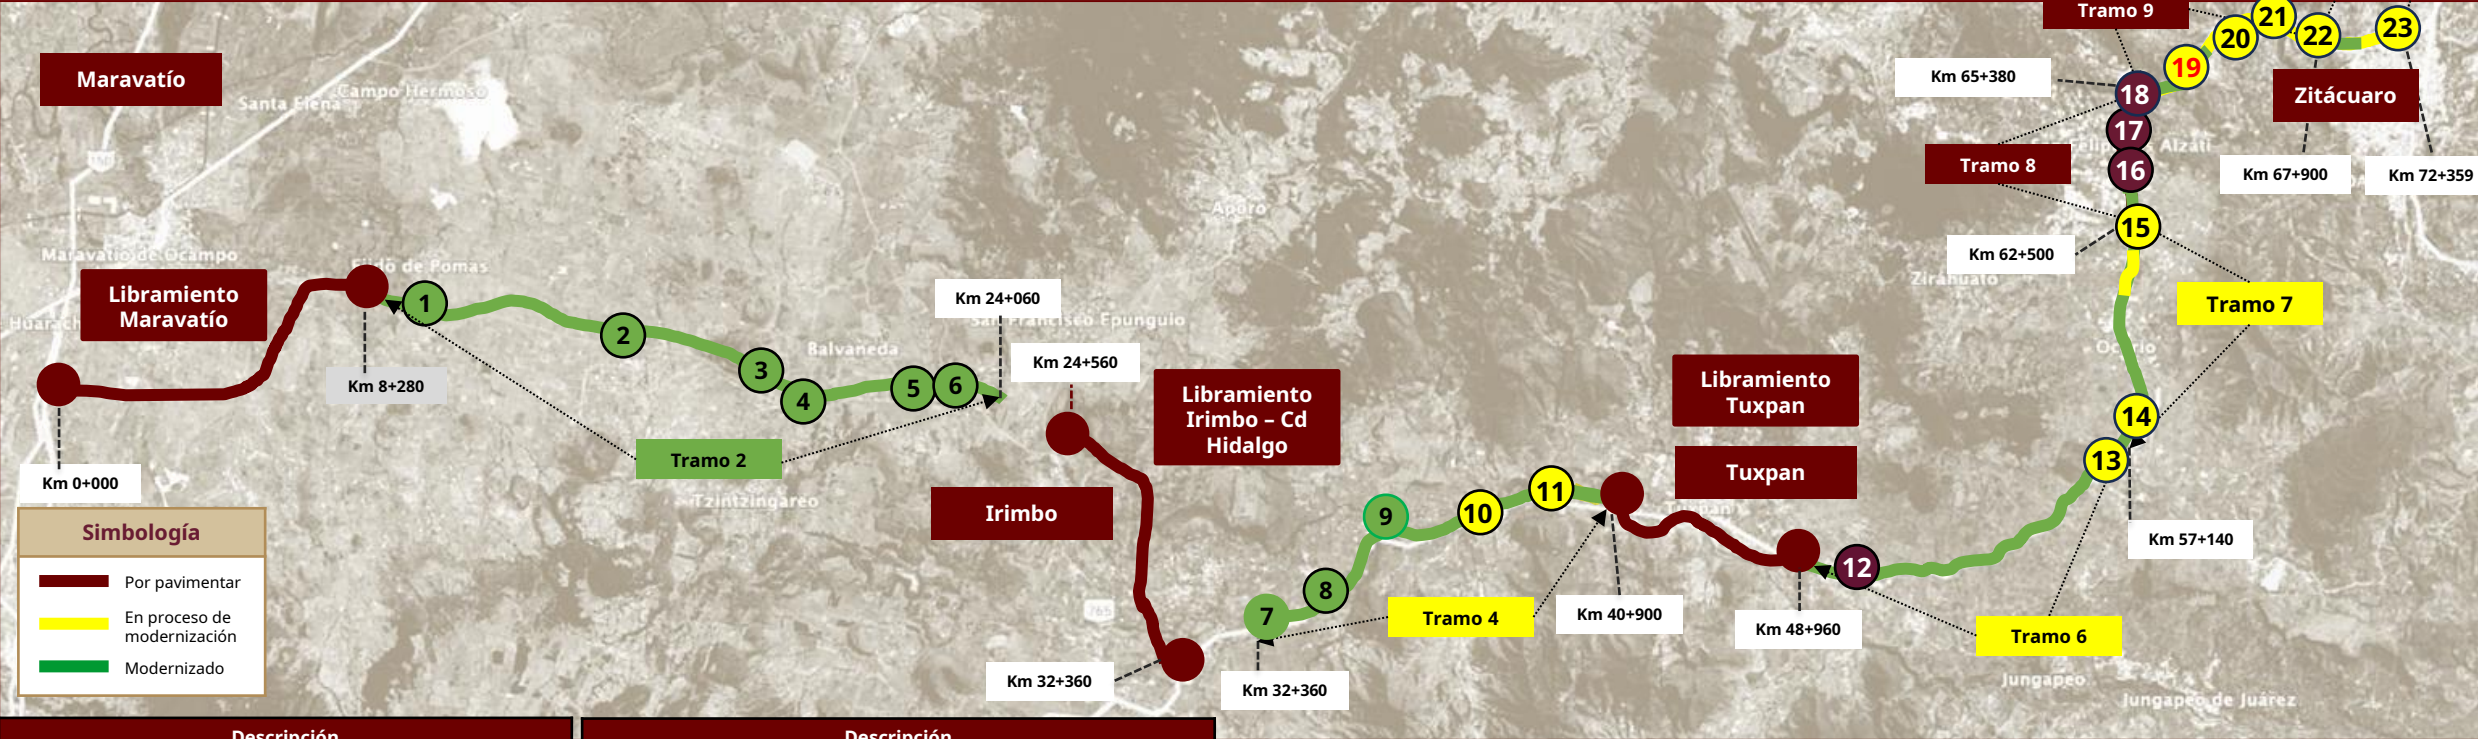 Tramo 9
21
23
22
20
Maravatío
19
Km 65+380
Campo Hermoso
Santa Elena
18
Zitácuaro
17
Alzati
Tramo 8
16
Km 67+900
Km 72+359
Aporo
15
Maravatío de Ocampo
Km 62+500
Ejido de Pomas
Zirahuato
Libramiento
Maravatío
1
Km 24+060
Tramo 7
San Francisco Epunguio
2
Balvaneda
Km 24+560
3
Km 8+280
4
5
6
Libramiento
Irimbo – Cd
Hidalgo
Libramiento
Tuxpan
14
Tramo 2
13
Tuxpan
Km 0+000
Tzintzingareo
Irimbo
9
10
11
Simbología
Por pavimentar
En proceso de
modernización
Modernizado
Km 57+140
12
8
7
Tramo 4
Km 40+900
Km 48+960
Tramo 6
Km 32+360
Km 32+360
Jungapeo
Jungapeo de Juárez
Descripción
Descripción